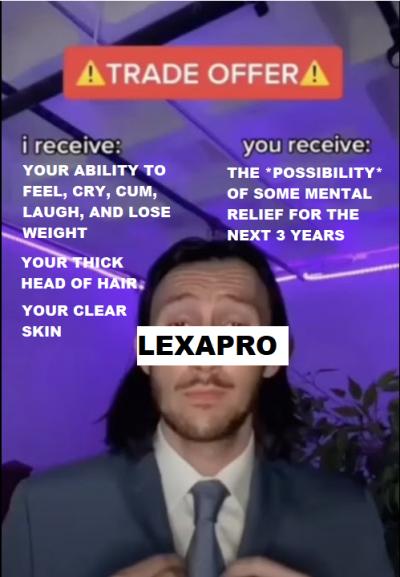 ⚠TRADE OFFER⚠
i receive:
YOUR ABILITY TO
FEEL, CRY, CUM,
LAUGH, AND LOSE
WEIGHT
YOUR THICK
HEAD OF HAIR
YOUR CLEAR
SKIN
you receive:
THE *POSSIBILITY*
OF SOME MENTAL
RELIEF FOR THE
NEXT 3 YEARS
LEXAPRO